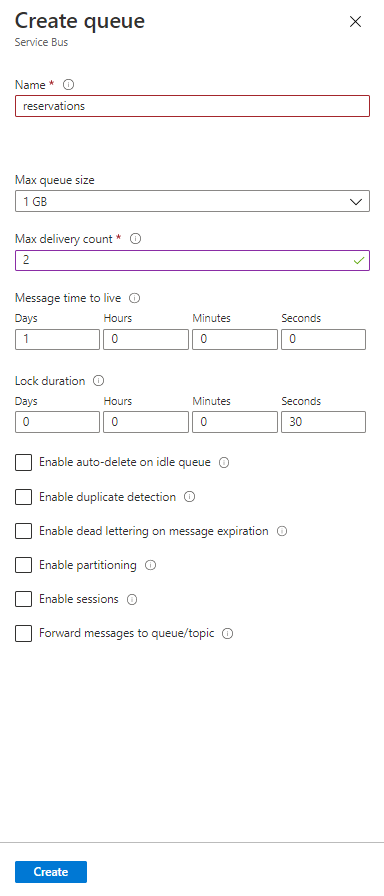 Create queue
Service Bus
Name *
reservations
Max queue size
1 GB
Max delivery count *
2
Message time to live
Days Hours Minutes Seconds
1 0 0 0
Lock duration
Days Hours Minutes Seconds
0 0 0 30
Enable auto-delete on idle queue
Enable duplicate detection
Enable dead lettering on message expiration
Enable partitioning
Enable sessions
Forward messages to queue/topic
Create